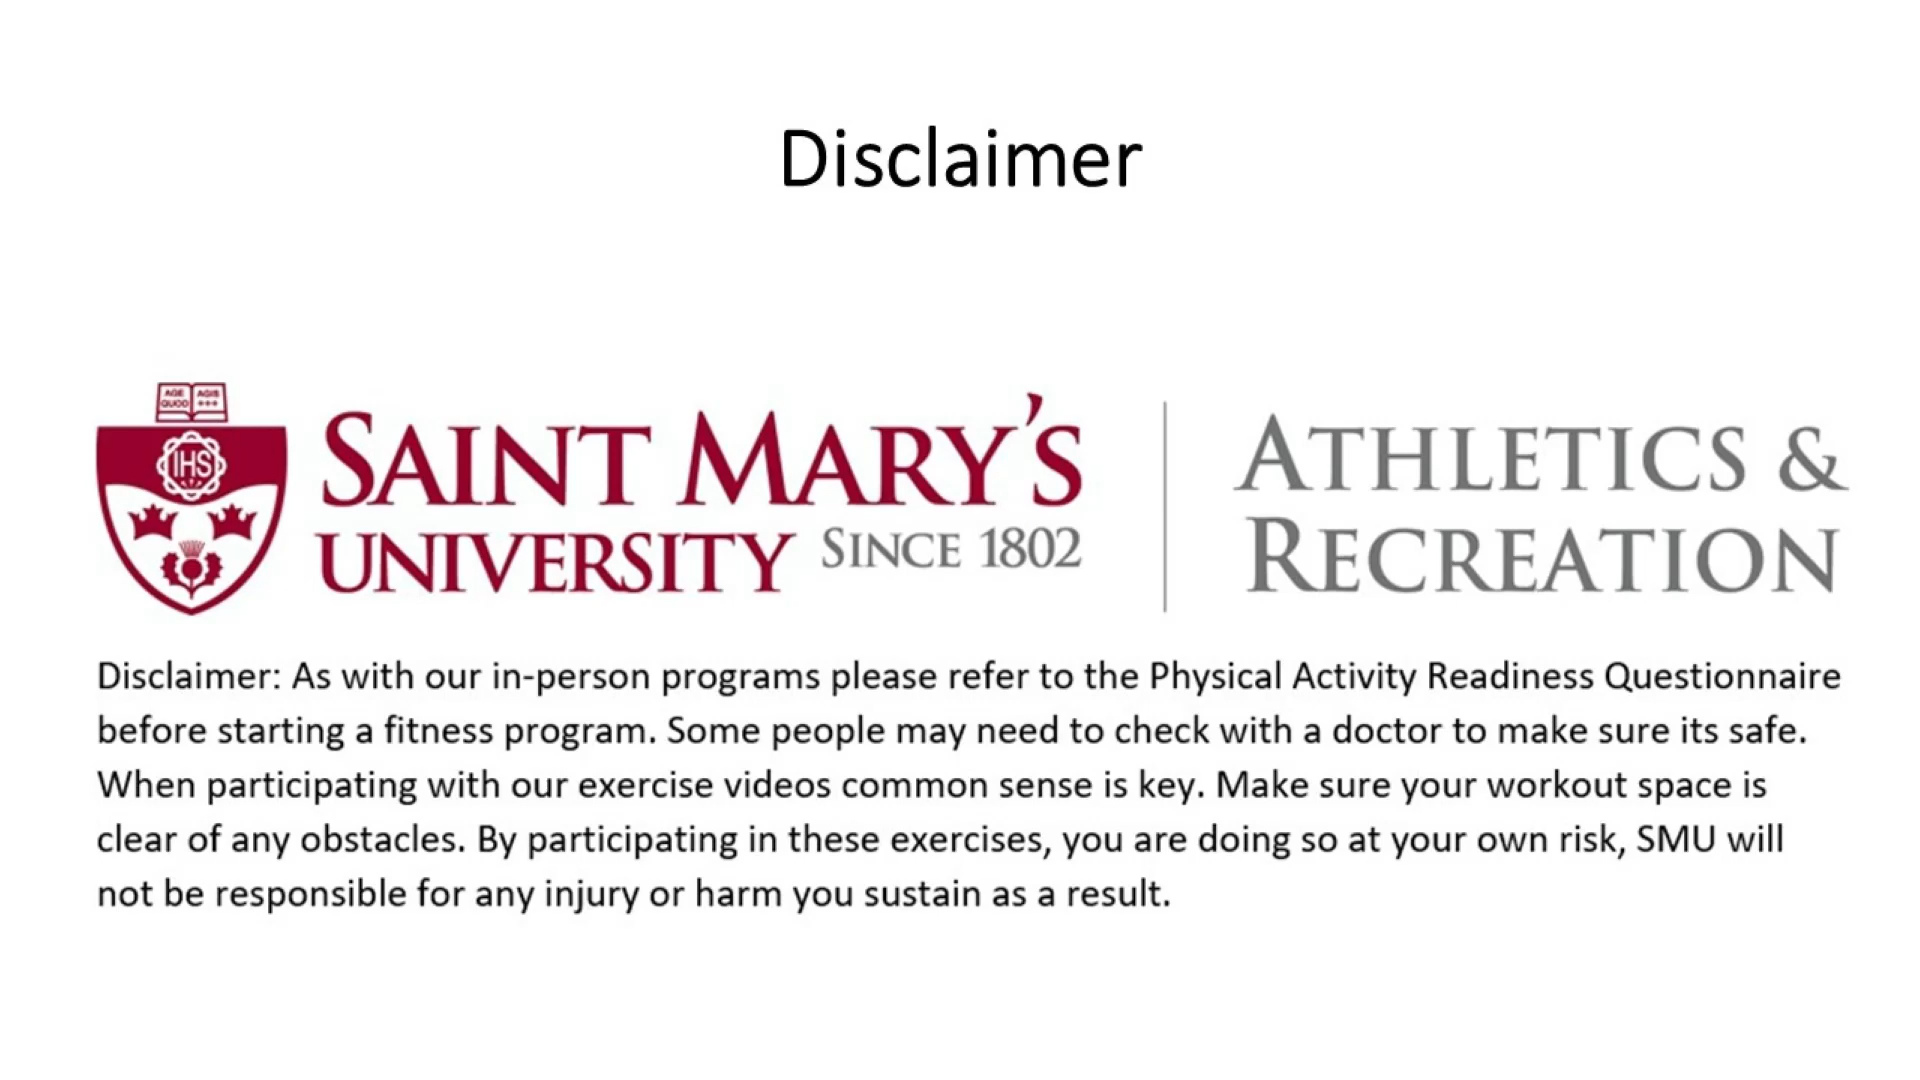 Disclaimer
AGE QUOD AGIS
IHS
SAINT MARY'S
UNIVERSITY SINCE 1802
ATHLETICS &
RECREATION
Disclaimer: As with our in-person programs please refer to the Physical Activity Readiness Questionnaire
before starting a fitness program. Some people may need to check with a doctor to make sure its safe.
When participating with our exercise videos common sense is key. Make sure your workout space is
clear of any obstacles. By participating in these exercises, you are doing so at your own risk, SMU will
not be responsible for any injury or harm you sustain as a result.